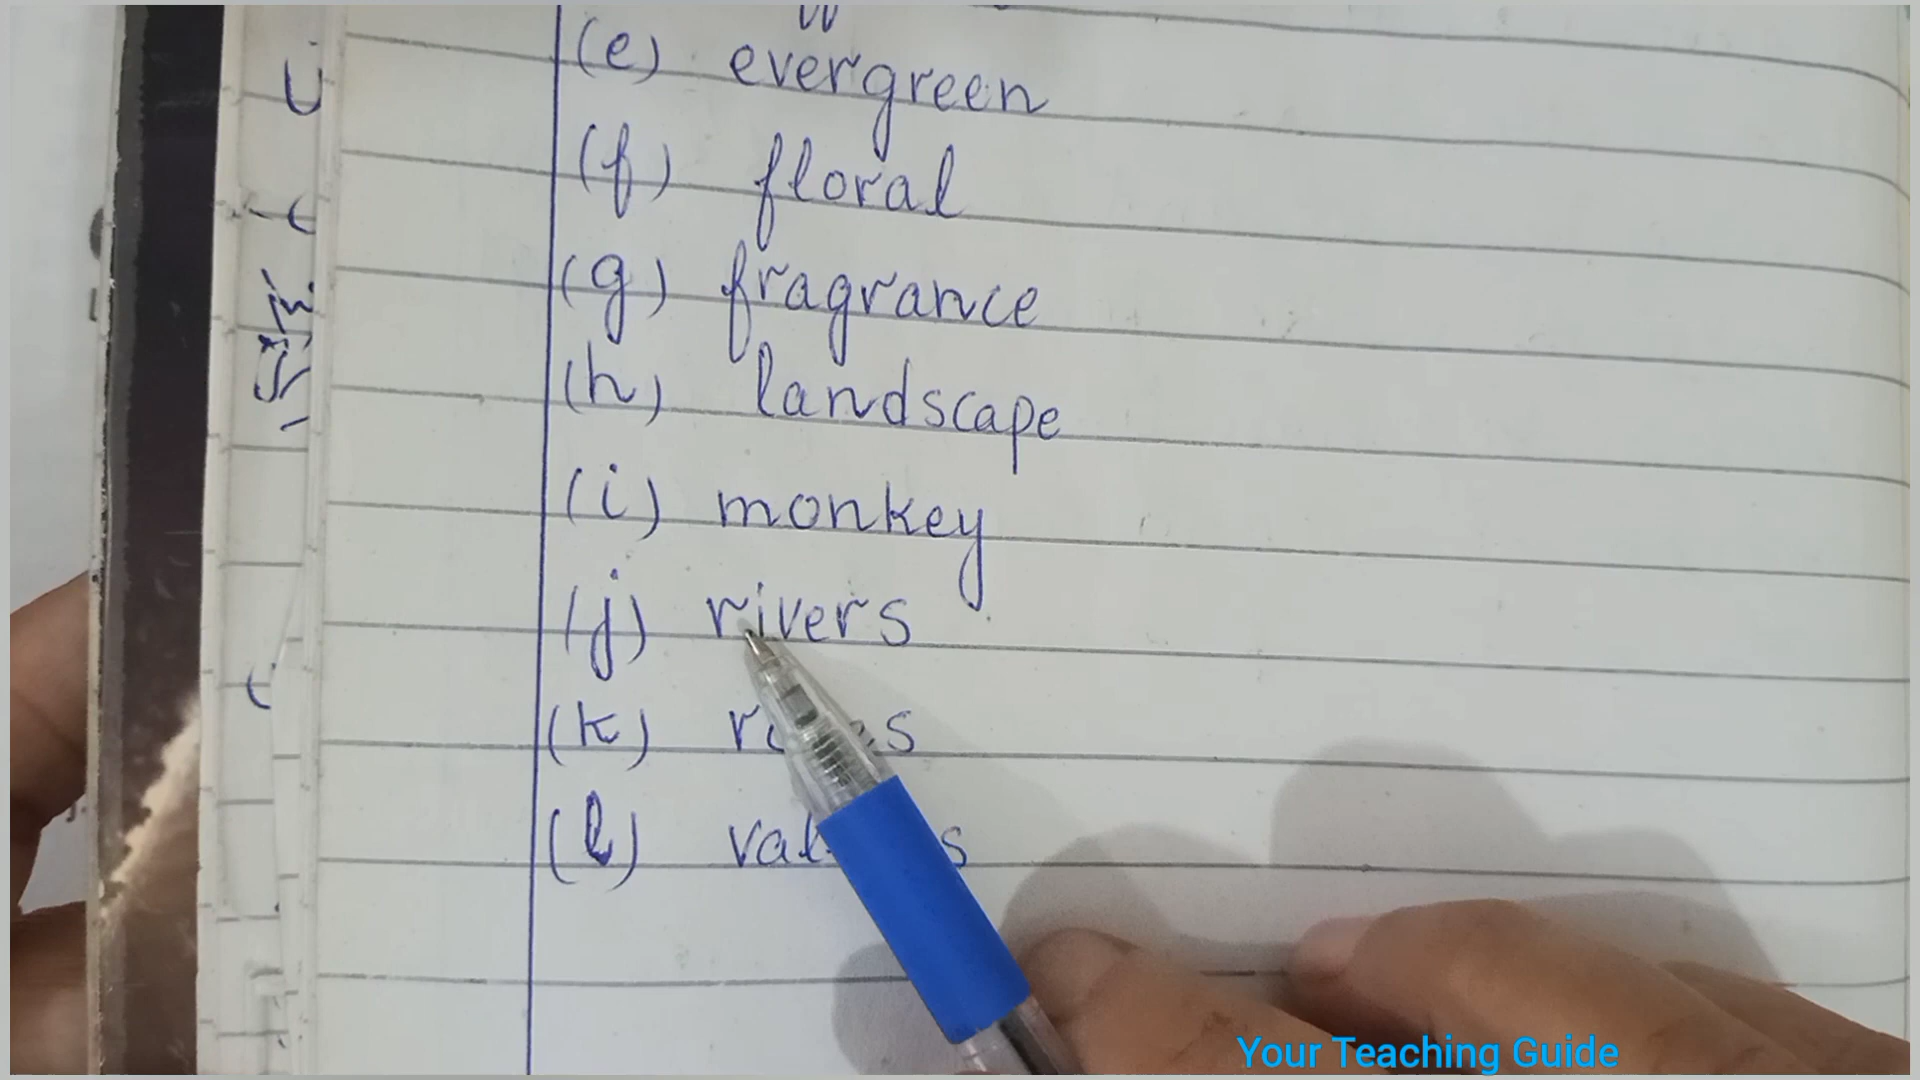 (e) evergreen
(f) floral
(g) fragrance
(h) landscape
(i) monkey
(j) rivers
(k)
(l)
Your Teaching Guide